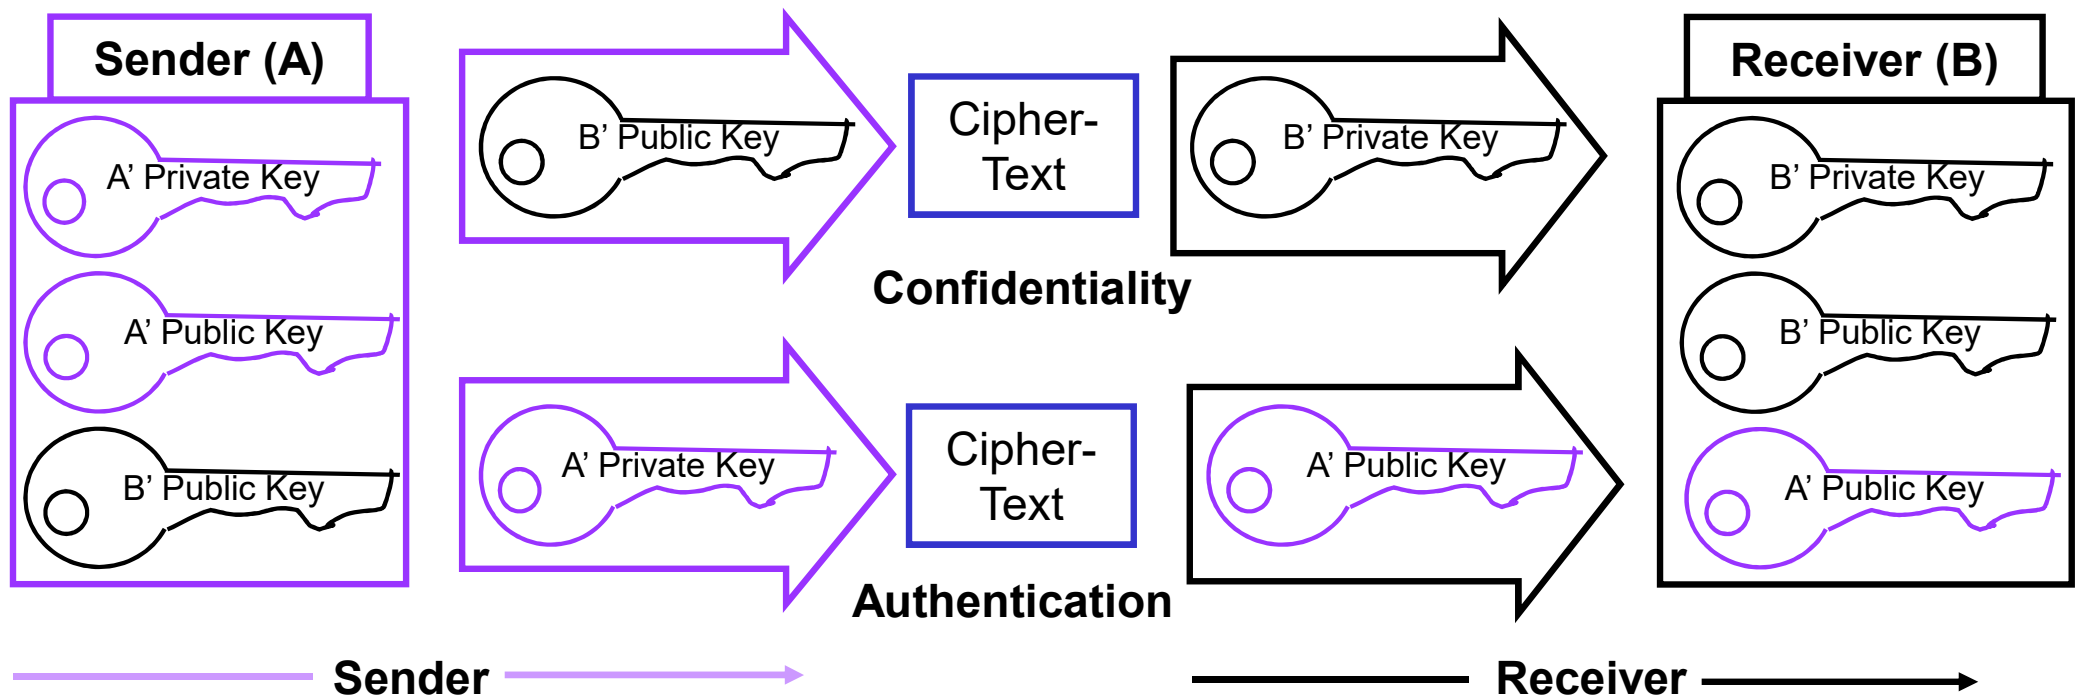 Sender (A)
A’ Private Key
A’ Public Key
B’ Public Key
B’ Public Key
Cipher-
Text
B’ Private Key
Confidentiality
A’ Private Key
Cipher-
Text
A’ Public Key
Authentication
Receiver (B)
B’ Private Key
B’ Public Key
A’ Public Key
Sender
Receiver